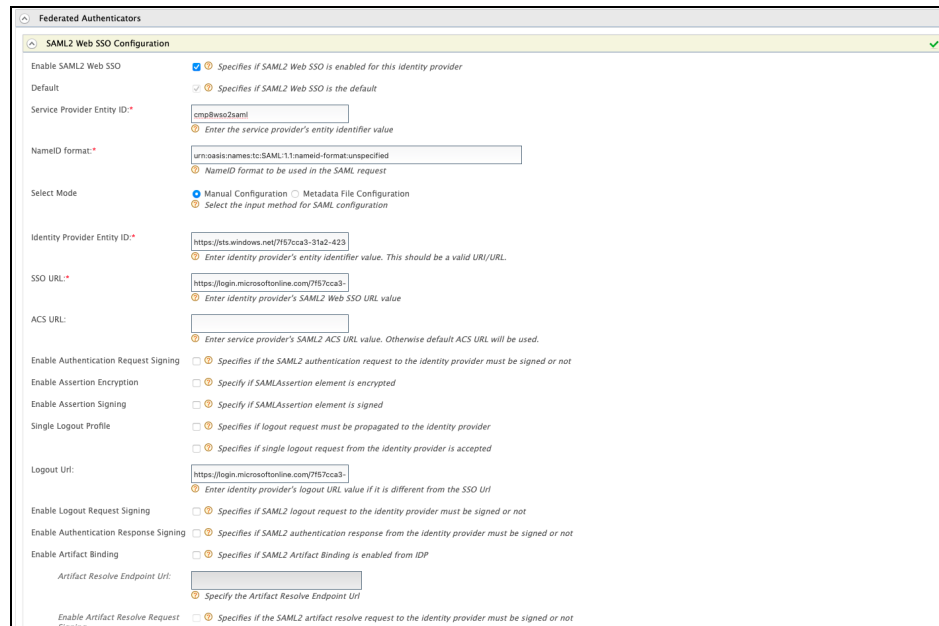 Federated Authenticators
SAML2 Web SSO Configuration
Enable SAML2 Web SSO
Specifies if SAML2 Web SSO is enabled for this identity provider
Default
Specifies if SAML2 Web SSO is the default
Service Provider Entity ID:*
cmp8wso2saml
Enter the service provider's entity identifier value
NameID format:*
urn:oasis:names:tc:SAML:1.1:nameid-format:unspecified
NameID format to be used in the SAML request
Select Mode
Manual Configuration Metadata File Configuration
Select the input method for SAML configuration
Identity Provider Entity ID:*
https://sts.windows.net/7f57cca3-31a2-423
Enter identity provider's entity identifier value. This should be a valid URI/URL.
SSO URL:*
https://login.microsoftonline.com/7f57cca3-
Enter identity provider's SAML2 Web SSO URL value
ACS URL:
Enter service provider's SAML2 ACS URL value. Otherwise default ACS URL will be used.
Enable Authentication Request Signing
Specifies if the SAML2 authentication request to the identity provider must be signed or not
Enable Assertion Encryption
Specify if SAMLAssertion element is encrypted
Enable Assertion Signing
Specify if SAMLAssertion element is signed
Single Logout Profile
Specifies if logout request must be propagated to the identity provider
Specifies if single logout request from the identity provider is accepted
Logout Url:
https://login.microsoftonline.com/7f57cca3-
Enter identity provider's logout URL value if it is different from the SSO Url
Enable Logout Request Signing
Specifies if SAML2 logout request to the identity provider must be signed or not
Enable Authentication Response Signing
Specifies if SAML2 authentication response from the identity provider must be signed or not
Enable Artifact Binding
Specifies if SAML2 Artifact Binding is enabled from IDP
Artifact Resolve Endpoint Url:
Specify the Artifact Resolve Endpoint Url
Enable Artifact Resolve Request
Specifies if the SAML2 artifact resolve request to the identity provider must be signed or not